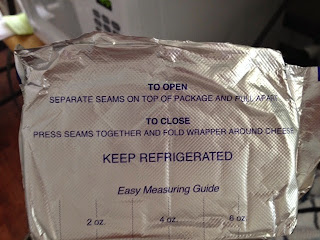 TO OPEN
SEPARATE SEAMS ON TOP OF PACKAGE AND PULL APART
TO CLOSE
PRESS SEAMS TOGETHER AND FOLD WRAPPER AROUND CHEESE
KEEP REFRIGERATED
Easy Measuring Guide
2 oz. 4 oz. 6 oz.